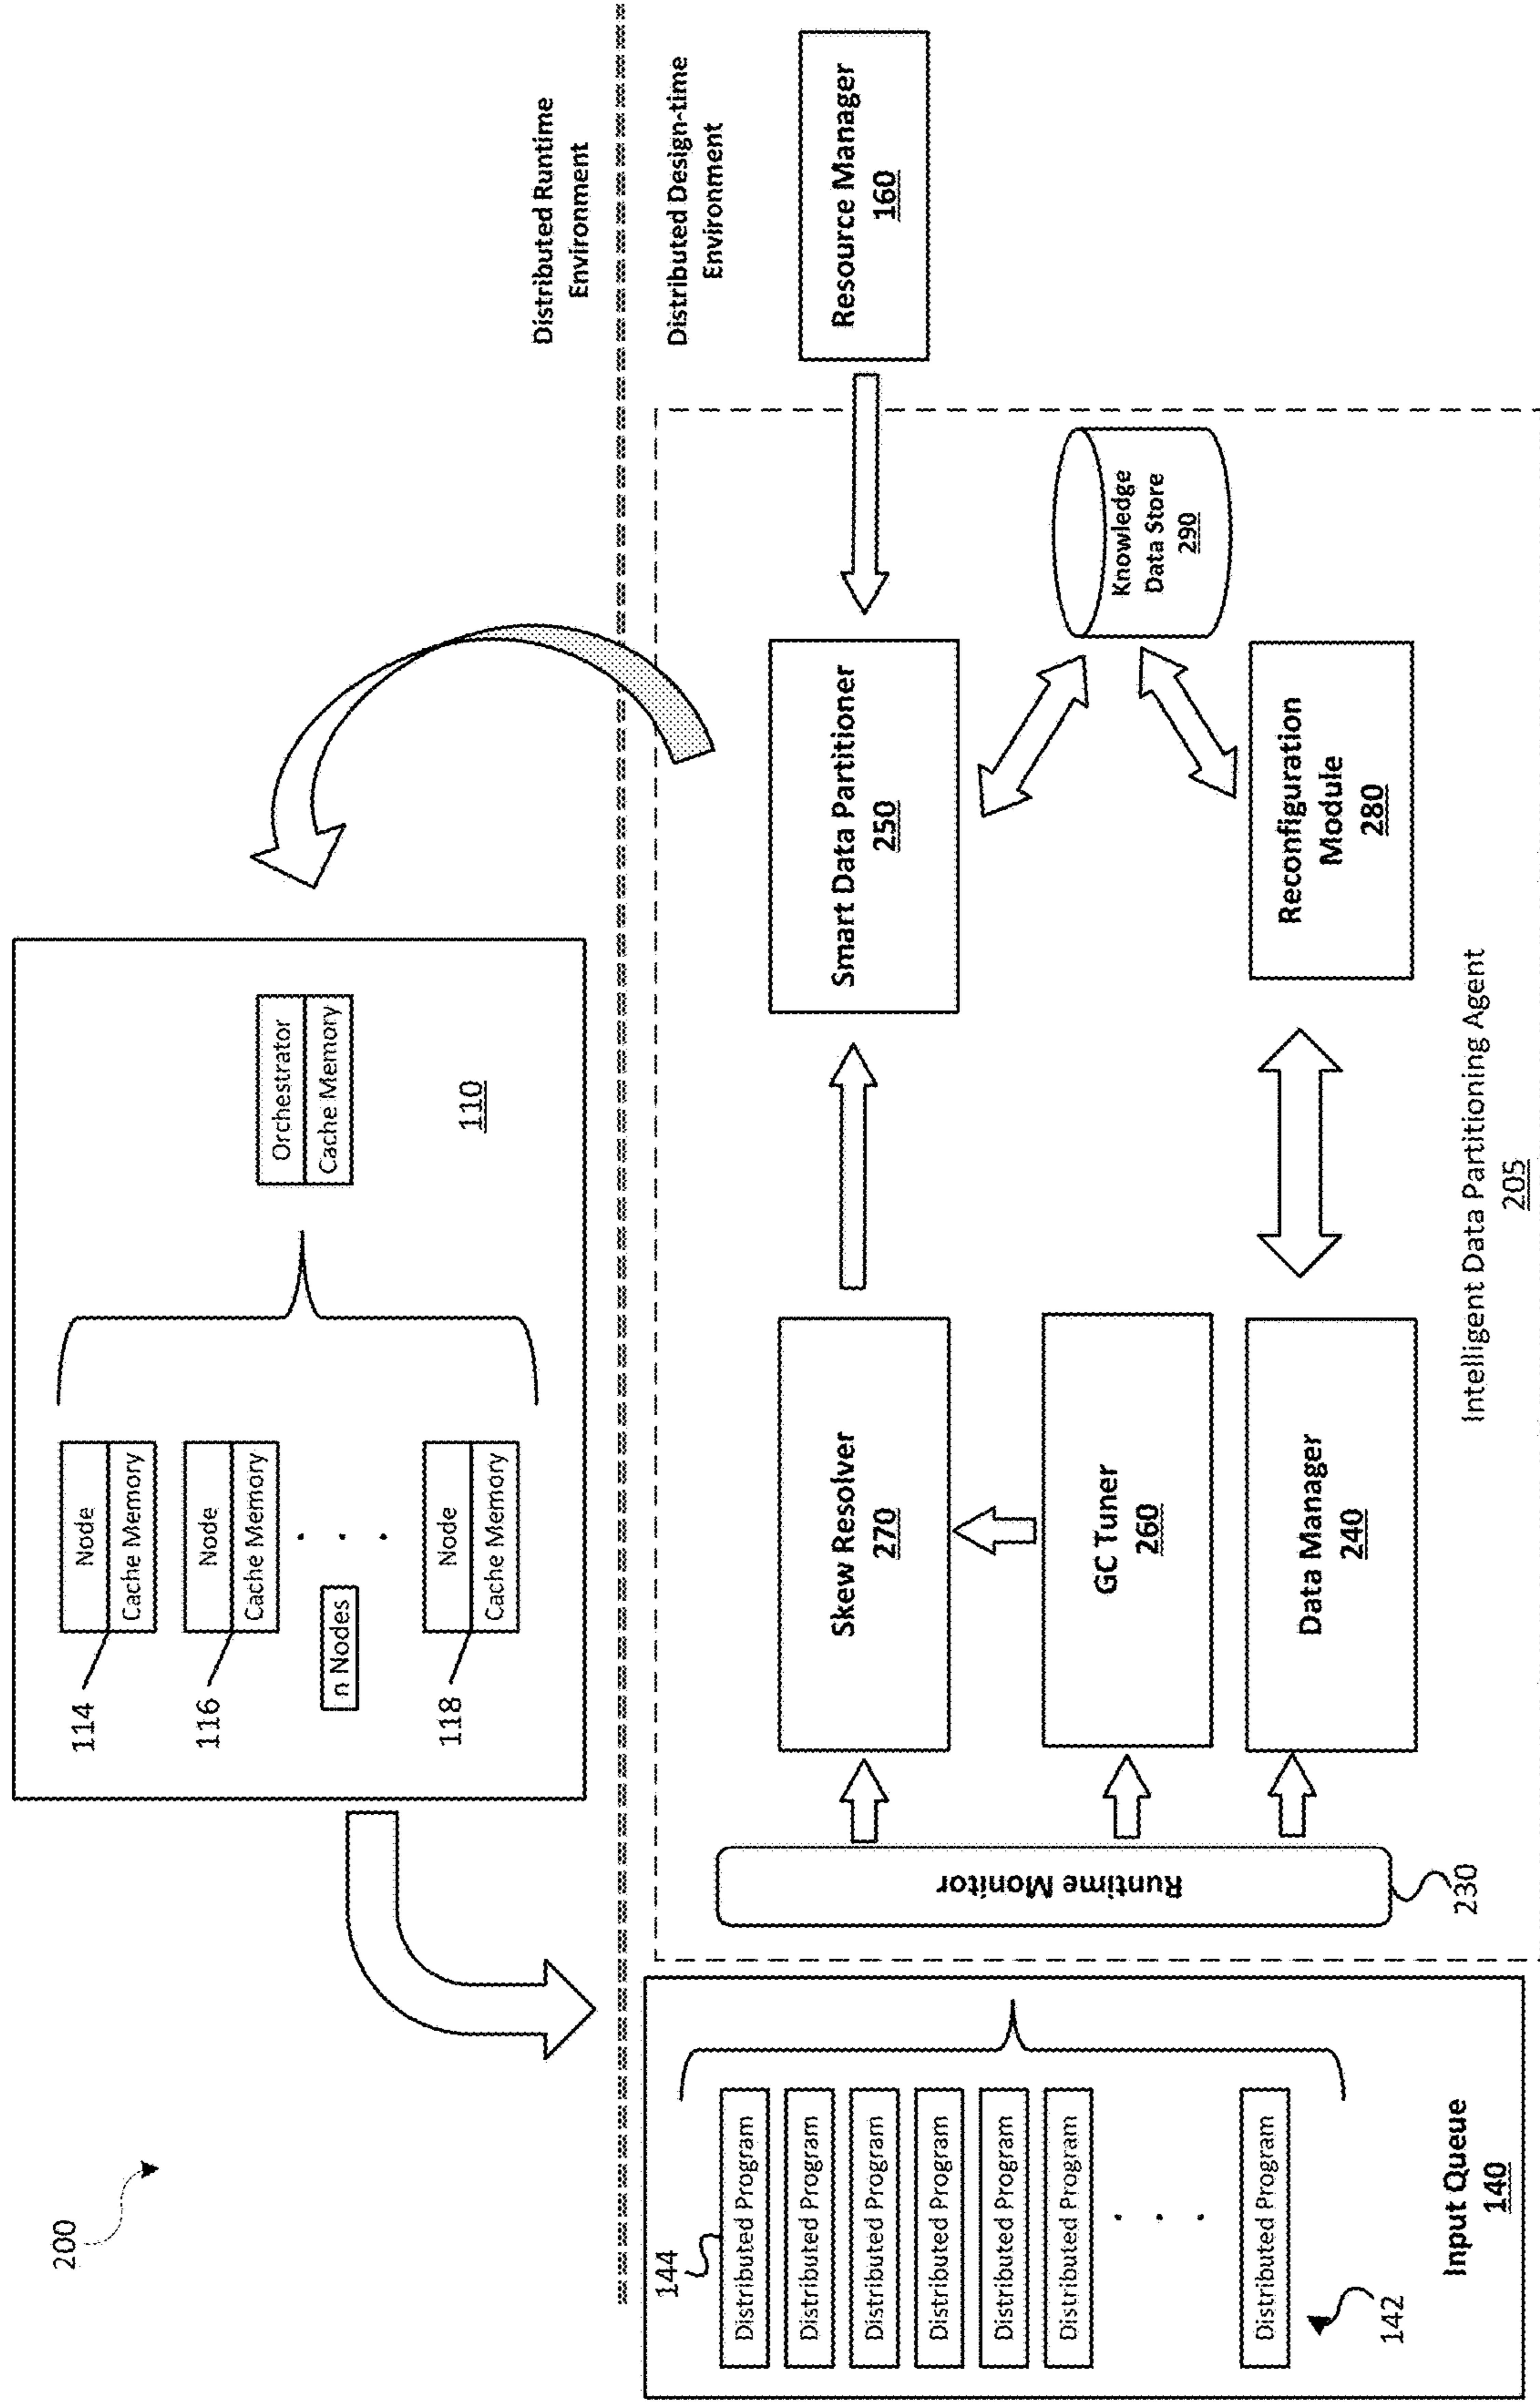 200
114
Node
Cache Memory
116
Node
Cache Memory
n Nodes
.
.
.
118
Node
Cache Memory
Orchestrator
Cache Memory
110
Distributed Runtime
Environment
Distributed Design-time
Environment
144
Distributed Program
Distributed Program
Distributed Program
Distributed Program
Distributed Program
Distributed Program
.
.
.
Distributed Program
142
Input Queue
140
Runtime Monitor
230
Skew Resolver
270
GC Tuner
260
Data Manager
240
Smart Data Partitioner
250
Reconfiguration
Module
280
Knowledge
Data Store
290
Resource Manager
160
Intelligent Data Partitioning Agent
205